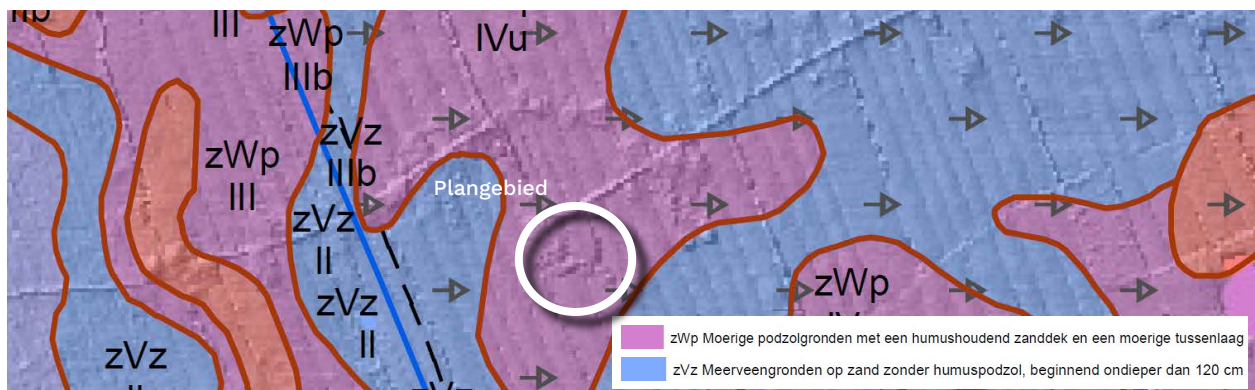 III
zWp
IIIb
IVu
zWp
III
zVz
IIIb
Plangebied
zVz
II
zVz
II
zVz
zWp
zWp Moerige podzolgronden met een humushoudend zanddek en een moerige tussenlaag
zVz Meerveengronden op zand zonder humuspodzol, beginnend ondieper dan 120 cm